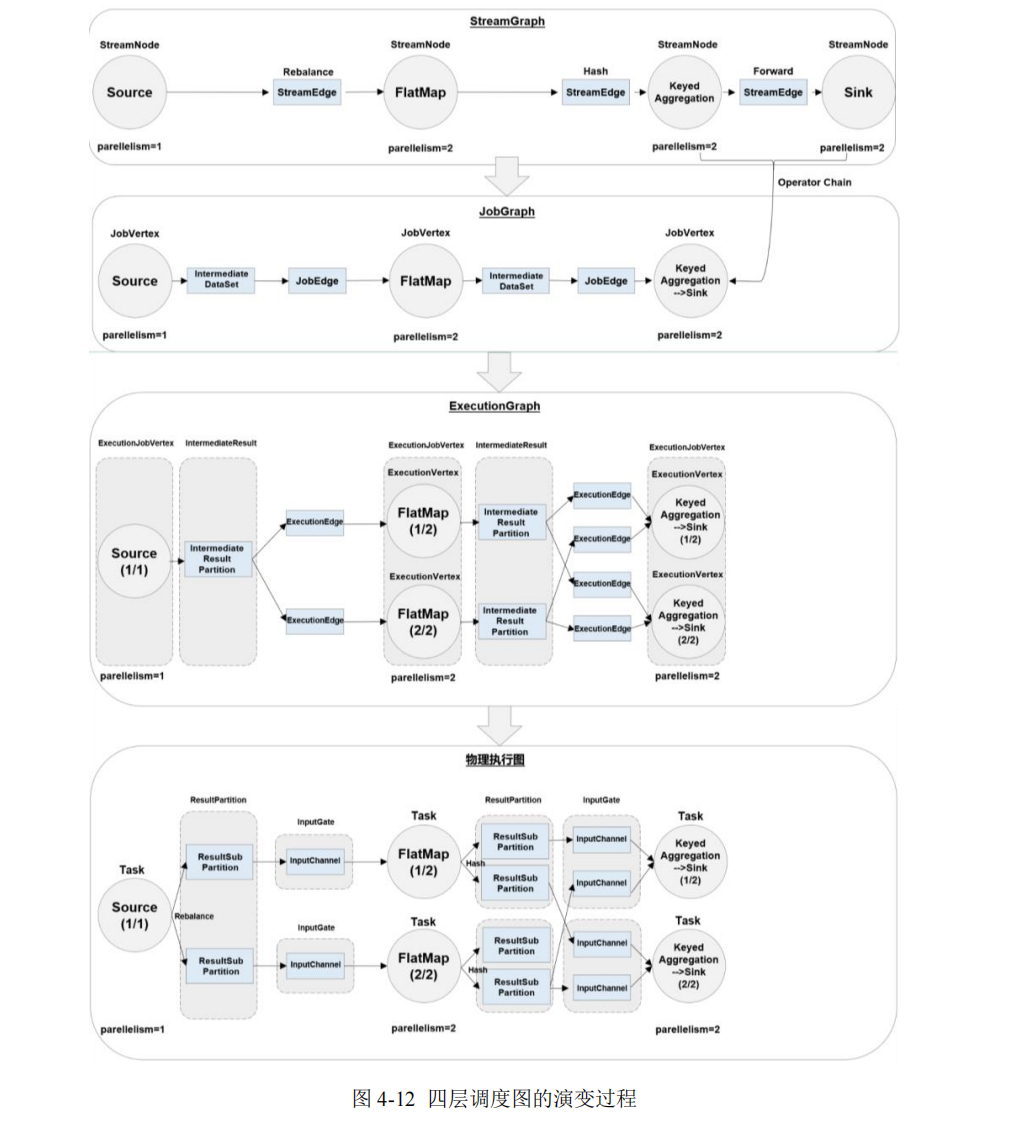 StreamGraph
StreamNode
StreamNode
StreamNode
StreamNode
Source
Rebalance
StreamEdge
FlatMap
Hash
StreamEdge
Keyed
Aggregation
Forward
StreamEdge
Sink
parellelism=1
parellelism=2
parellelism=2
parellelism=2
Operator Chain
JobGraph
JobVertex
JobVertex
JobVertex
Source
Intermediate
DataSet
JobEdge
FlatMap
Intermediate
DataSet
JobEdge
Keyed
Aggregation
-->Sink
parellelism=1
parellelism=2
parellelism=2
ExecutionGraph
ExecutionJobVertex
IntermediateResult
ExecutionJobVertex
IntermediateResult
ExecutionJobVertex
Source
(1/1)
Intermediate
Result
Partition
ExecutionEdge
ExecutionEdge
ExecutionVertex
FlatMap
(1/2)
ExecutionVertex
FlatMap
(2/2)
Intermediate
Result
Partition
Intermediate
Result
Partition
ExecutionEdge
ExecutionEdge
ExecutionEdge
ExecutionEdge
ExecutionVertex
Keyed
Aggregation
-->Sink
(1/2)
ExecutionVertex
Keyed
Aggregation
-->Sink
(2/2)
parellelism=1
parellelism=2
parellelism=2
物理执行图
Task
Source
(1/1)
Rebalance
ResultPartition
ResultSub
Partition
ResultSub
Partition
InputGate
InputChannel
InputGate
InputChannel
Task
FlatMap
(1/2)
Hash
Task
FlatMap
(2/2)
Hash
ResultPartition
ResultSub
Partition
ResultSub
Partition
ResultSub
Partition
ResultSub
Partition
InputGate
InputChannel
InputChannel
InputChannel
InputChannel
Task
Keyed
Aggregation
-->Sink
(1/2)
Task
Keyed
Aggregation
-->Sink
(2/2)
parellelism=1
parellelism=2
parellelism=2
图 4-12 四层调度图的演变过程